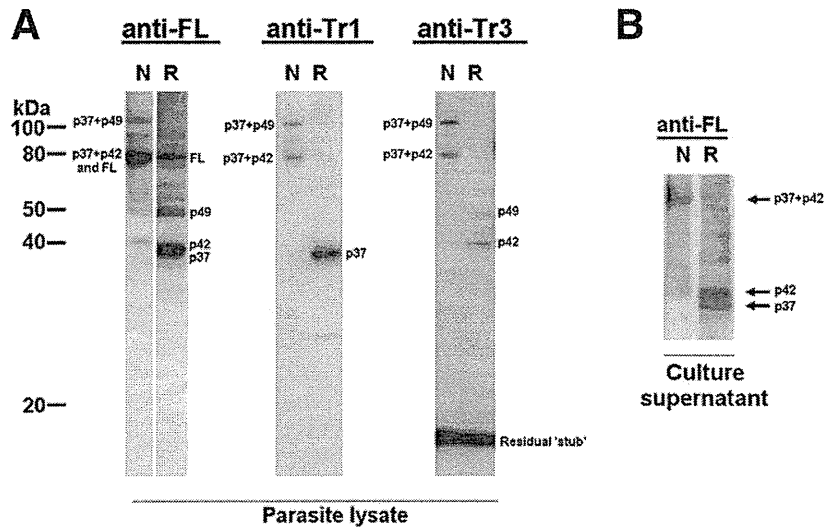 A
anti-FL anti-Tr1 anti-Tr3
N R N R N R
kDa
100
80
50
40
20
p37+p49
p37+p42
and FL
FL
p49
p42
p37
p37+p49
p37+p42
p37
p37+p49
p37+p42
p49
p42
Residual 'stub'
Parasite lysate
B
anti-FL
N R
p37+p42
p42
p37
Culture
supernatant